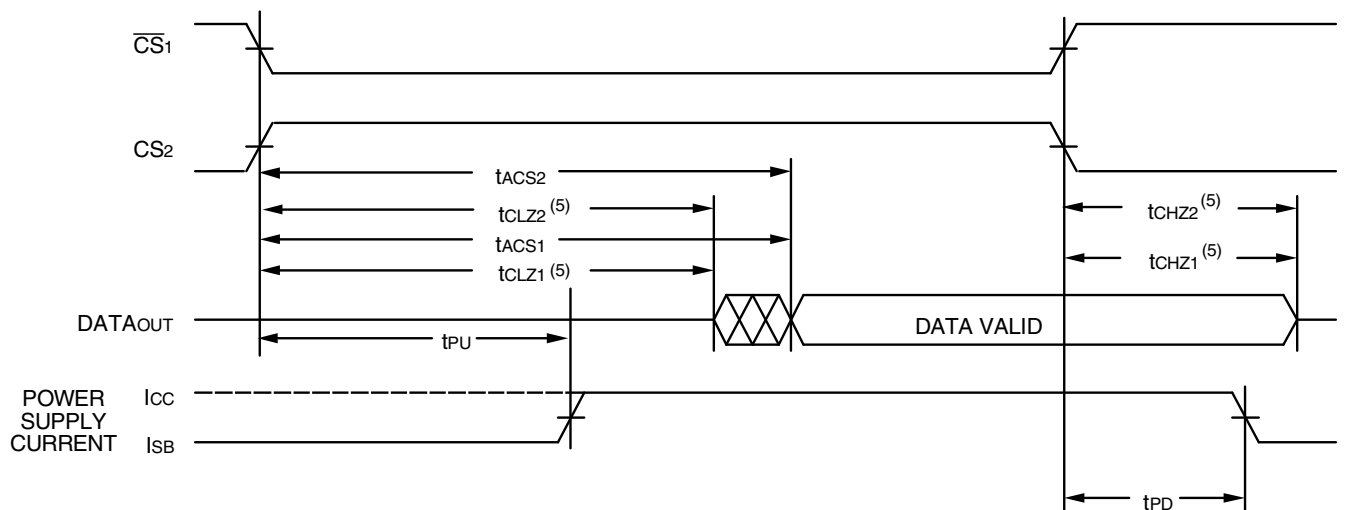 CS1
CS2
tACS2
tCLZ2 (5)
tCHZ2 (5)
tACS1
tCLZ1 (5)
tCHZ1 (5)
DATAOUT
DATA VALID
tPU
POWER
SUPPLY
CURRENT
ICC
ISB
tPD